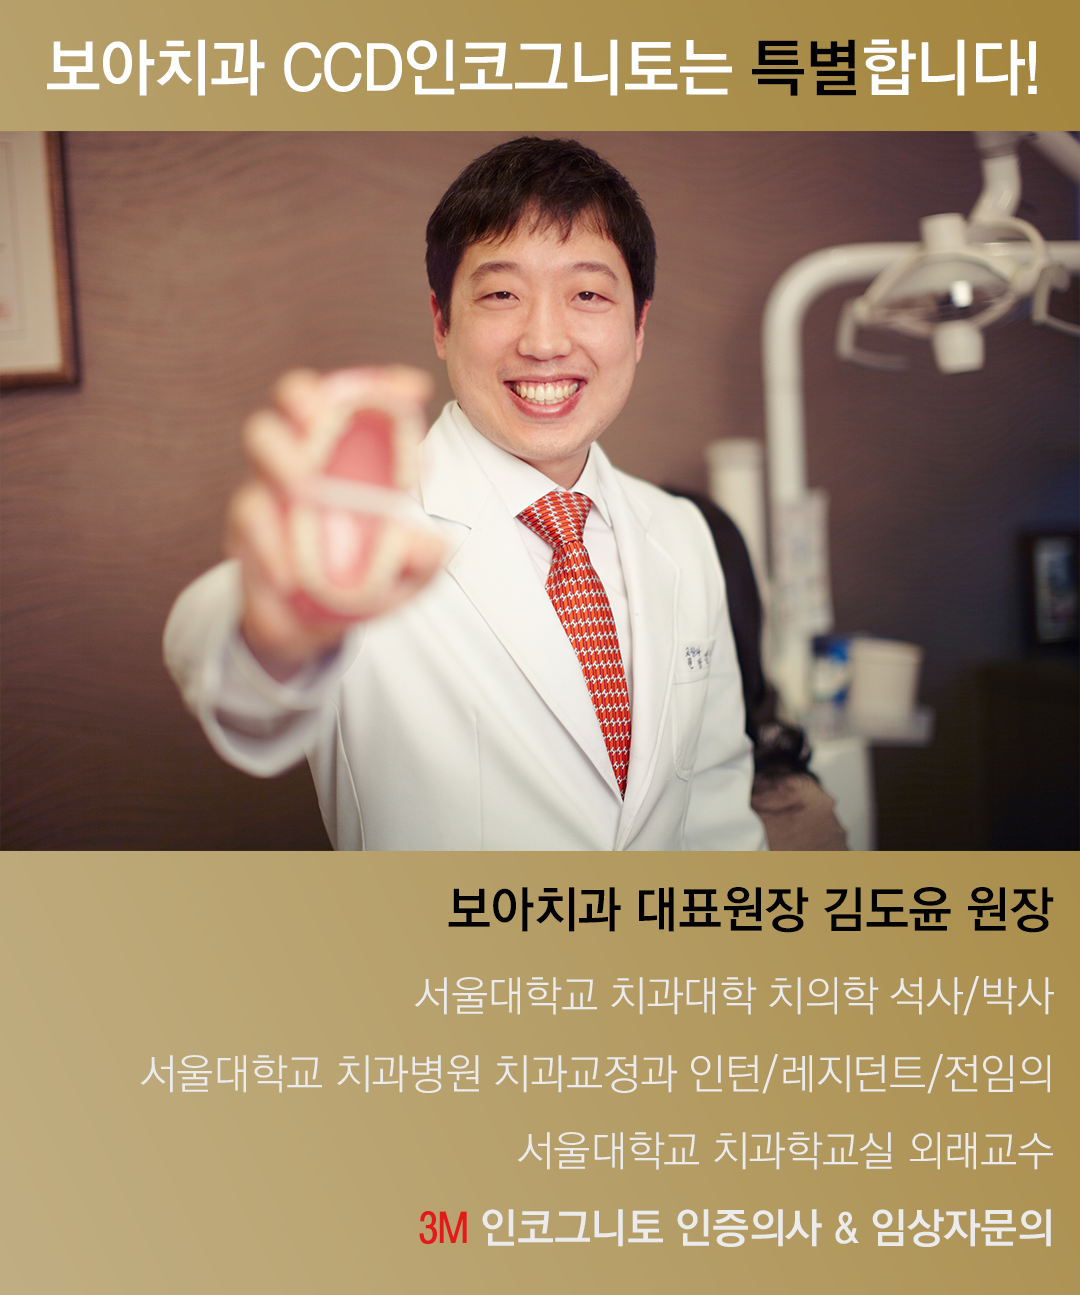 보아치과 CCD인코그니토는 특별합니다!
보아치과 대표원장 김도윤 원장
서울대학교 치과대학 치의학 석사/박사
서울대학교 치과병원 치과교정과 인턴/레지던트/전임의
서울대학교 치과학교실 외래교수
3M 인코그니토 인증의사 & 임상자문의